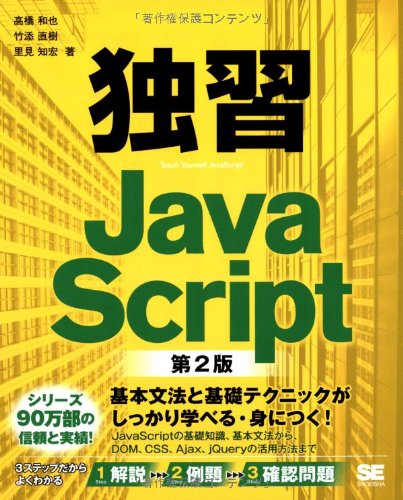 「著作権保護コンテンツ」
高橋 和也
竹添 直樹
里見 知宏 著
独習
Teach Yourself JavaScript
Java
Script
第2版
シリーズ
90万部の
信頼と実績!
基本文法と基礎テクニックが
しっかり学べる・身につく!
JavaScriptの基礎知識、基本文法から、
DOM、CSS、Ajax、jQueryの活用方法まで
3ステップだから
よくわかる
1 解説 2 例題 3 確認問題
Step Step Step
SE
SHOEISHA